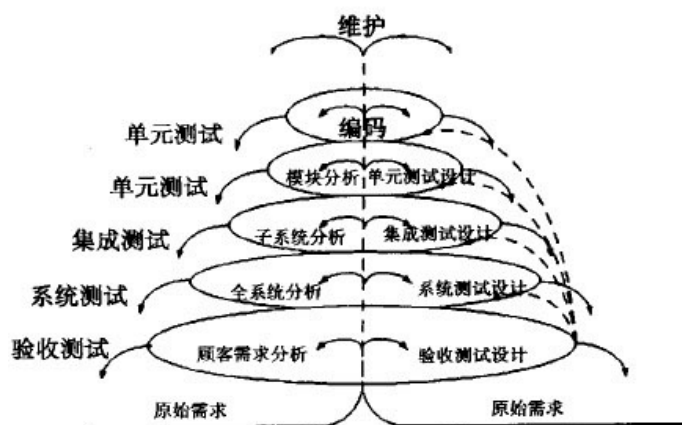 维护
单元测试 编码
单元测试 模块分析 单元测试设计
集成测试 子系统分析 集成测试设计
系统测试 全系统分析 系统测试设计
验收测试 顾客需求分析 验收测试设计
原始需求 原始需求